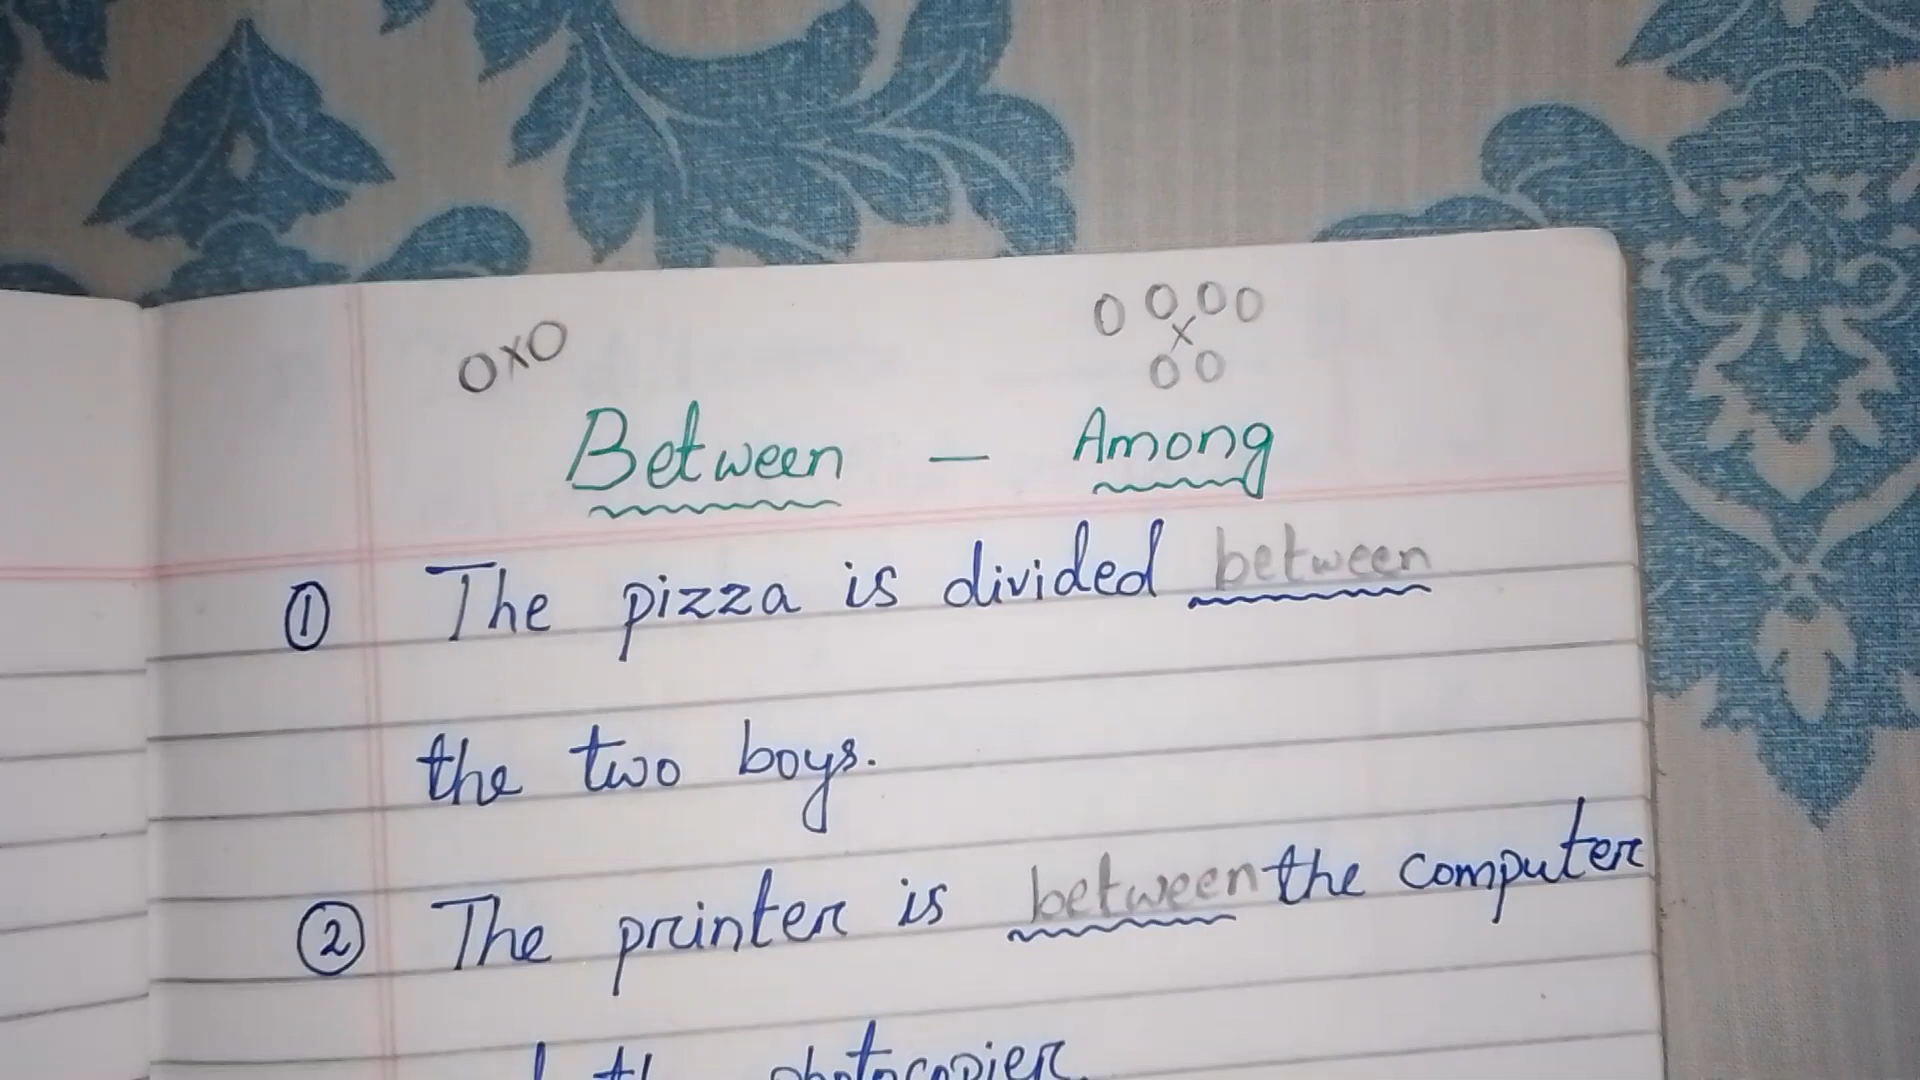 OXO
O O O O
X
O O
Between – Among
① The pizza is divided between
the two boys.
② The printer is between the computer
photocopier